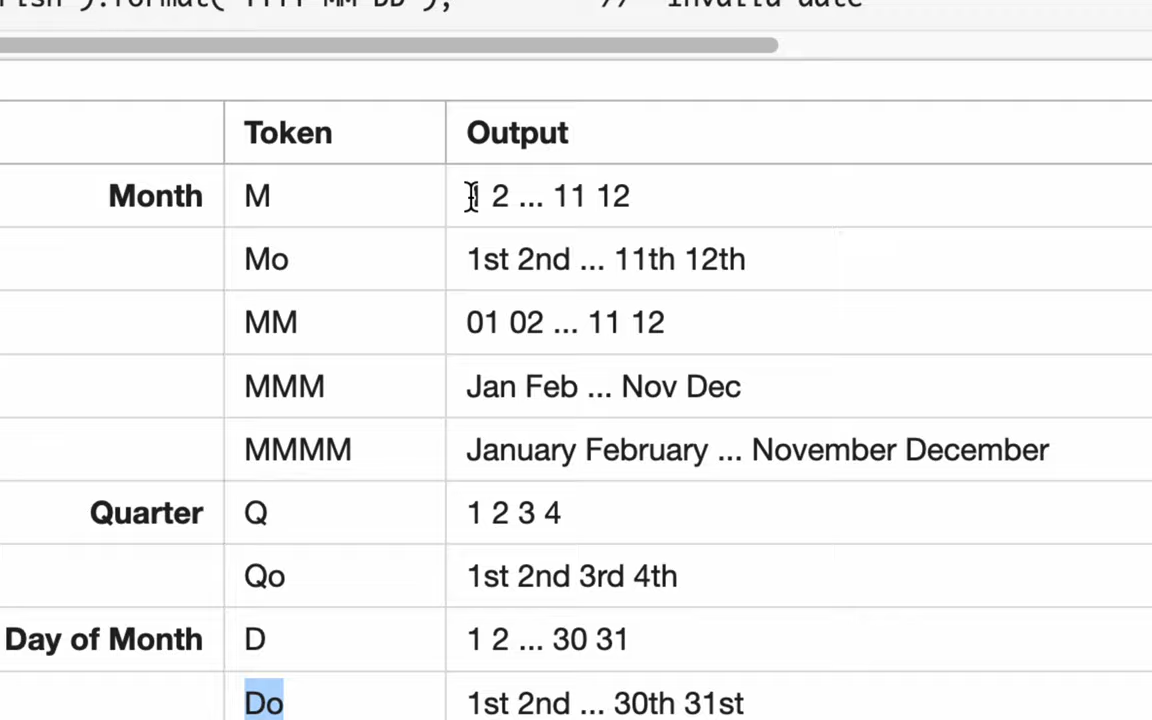 Token Output
Month M 1 2 ... 11 12
Mo 1st 2nd ... 11th 12th
MM 01 02 ... 11 12
MMM Jan Feb ... Nov Dec
MMMM January February ... November December
Quarter Q 1 2 3 4
Qo 1st 2nd 3rd 4th
Day of Month D 1 2 ... 30 31
Do 1st 2nd ... 30th 31st